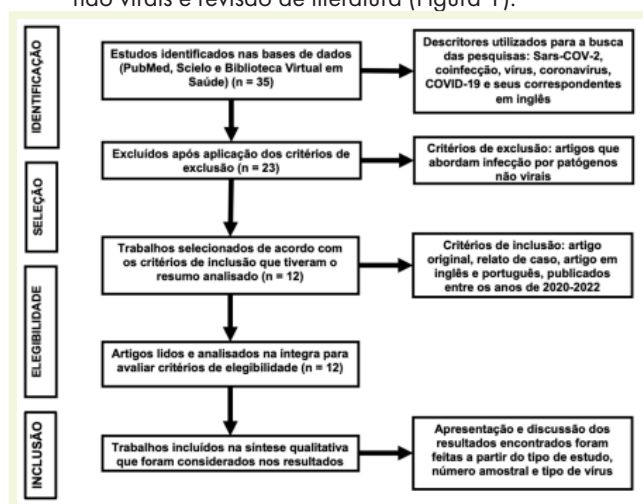 não virais e revisão de literatura (Figura 1).
IDENTIFICAÇÃO
Estudos identificados nas bases de dados
(PubMed, Scielo e Biblioteca Virtual em
Saúde) (n = 35)
Descritores utilizados para a busca
das pesquisas: Sars-COV-2,
coinfecção, vírus, coronavírus,
COVID-19 e seus correspondentes
em inglês
SELEÇÃO
Excluídos após aplicação dos critérios de
exclusão (n = 23)
Critérios de exclusão: artigos que
abordam infecção por patógenos
não virais
Trabalhos selecionados de acordo com
os critérios de inclusão que tiveram o
resumo analisado (n = 12)
Critérios de inclusão: artigo
original, relato de caso, artigo em
inglês e português, publicados
entre os anos de 2020-2022
ELEGIBILIDADE
Artigos lidos e analisados na íntegra para
avaliar critérios de elegibilidade (n = 12)
INCLUSÃO
Trabalhos incluídos na síntese qualitativa
que foram considerados nos resultados
Apresentação e discussão dos
resultados encontrados foram
feitas a partir do tipo de estudo,
número amostral e tipo de vírus